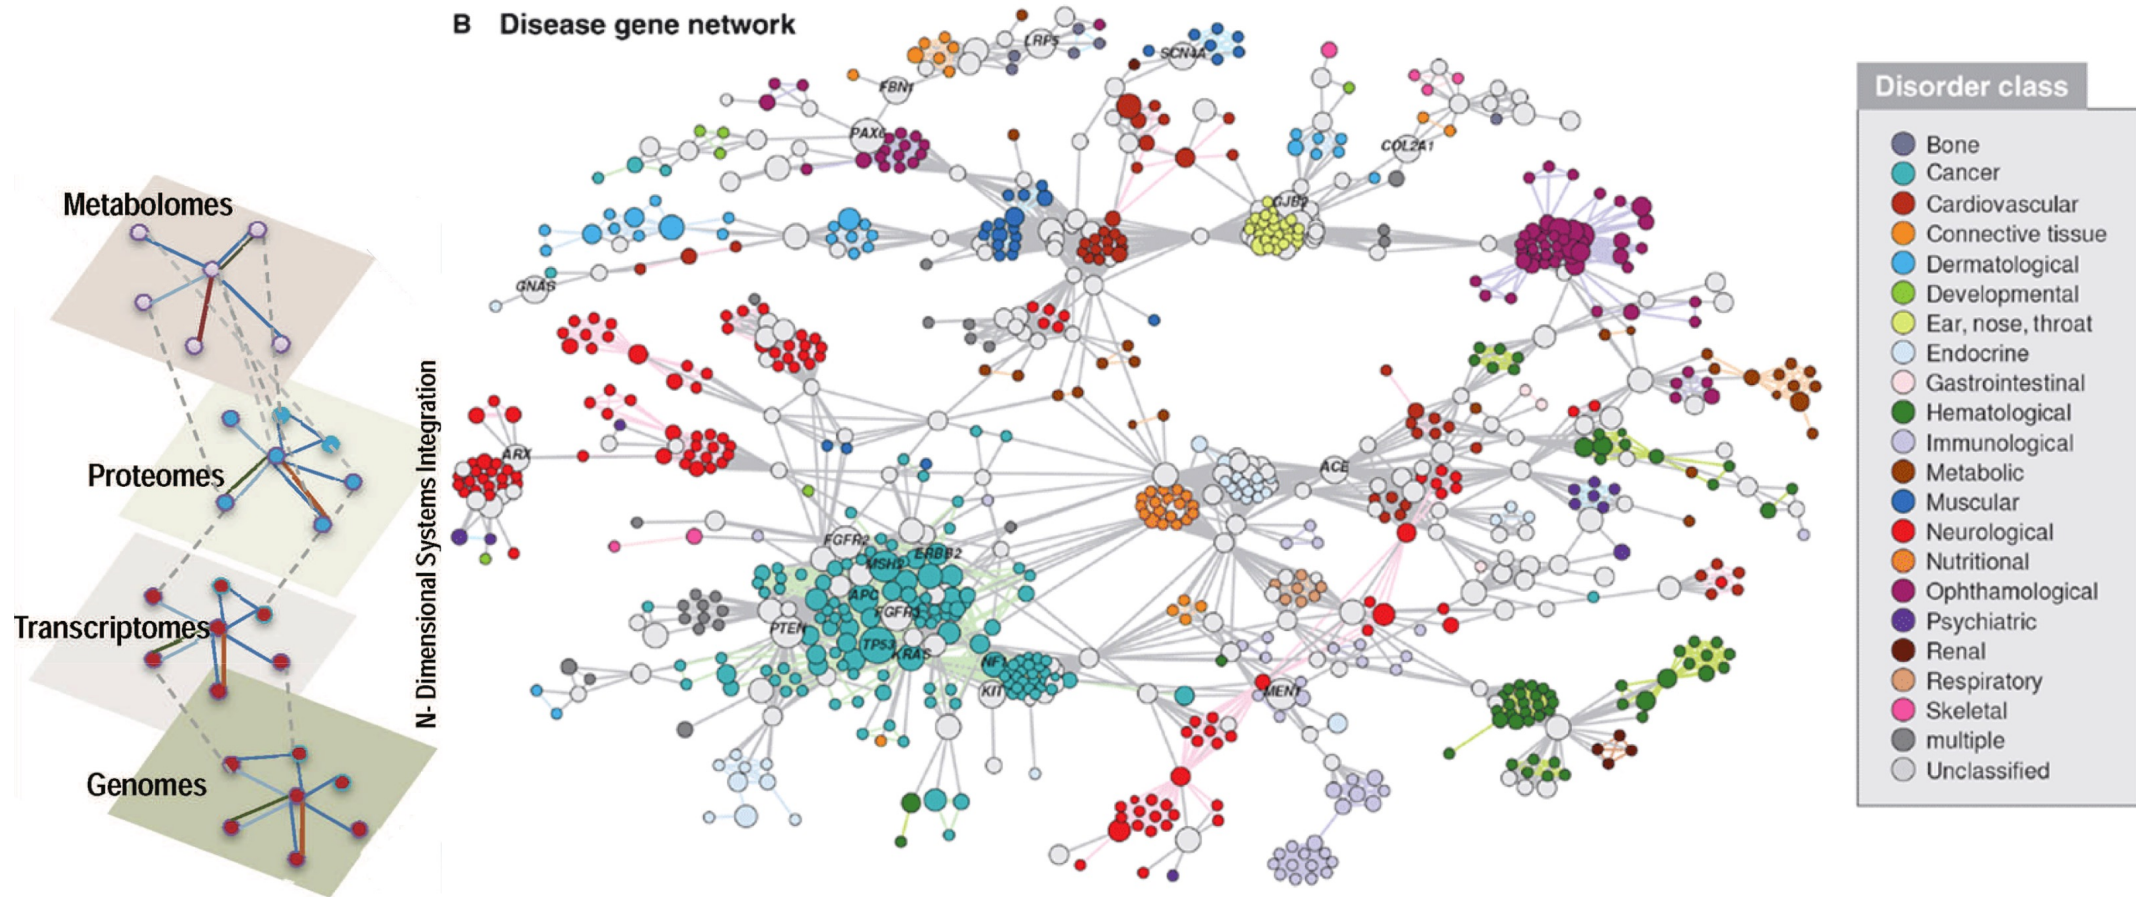 Metabolomes
Proteomes
Transcriptomes
Genomes
N- Dimensional Systems Integration
B Disease gene network
LRP5
SCN4A
FBN1
PAX6
COL2A1
GJB2
GNAS
ARX
ACE
FGFR2
ERBB2
MSH2
APC
FGFR3
PTEN
TP53
KRAS
NF1
KIT
MEN1
Disorder class
Bone
Cancer
Cardiovascular
Connective tissue
Dermatological
Developmental
Ear, nose, throat
Endocrine
Gastrointestinal
Hematological
Immunological
Metabolic
Muscular
Neurological
Nutritional
Ophthamological
Psychiatric
Renal
Respiratory
Skeletal
multiple
Unclassified